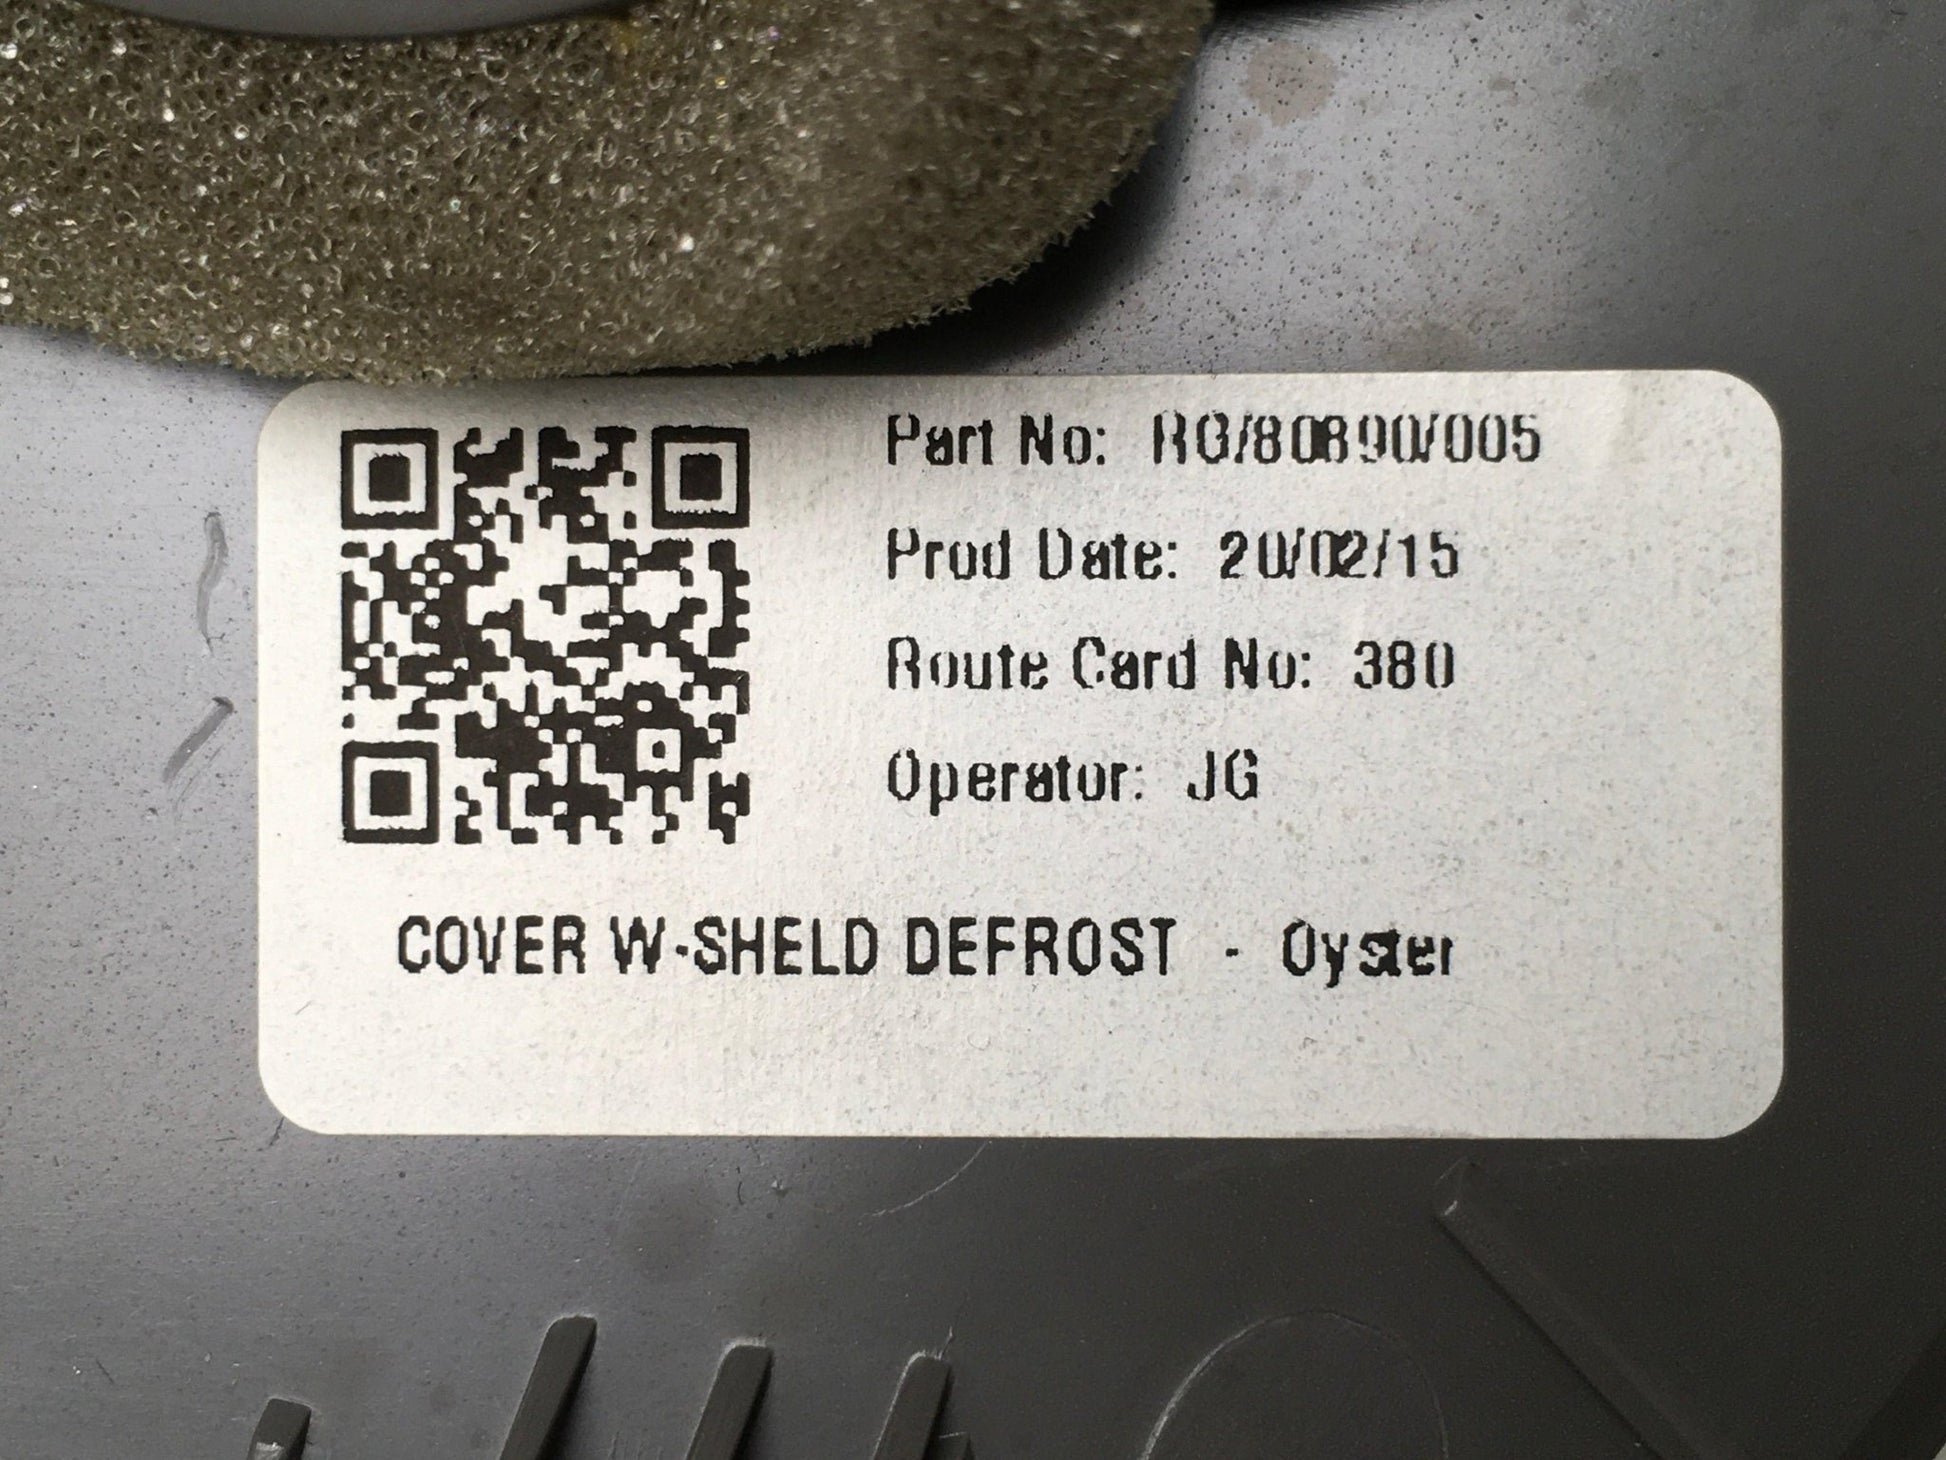 Part No: RG/80890/005
Prod Date: 20/02/15
Route Card No: 380
Operator: JG
COVER W-SHELD DEFROST - Oyster